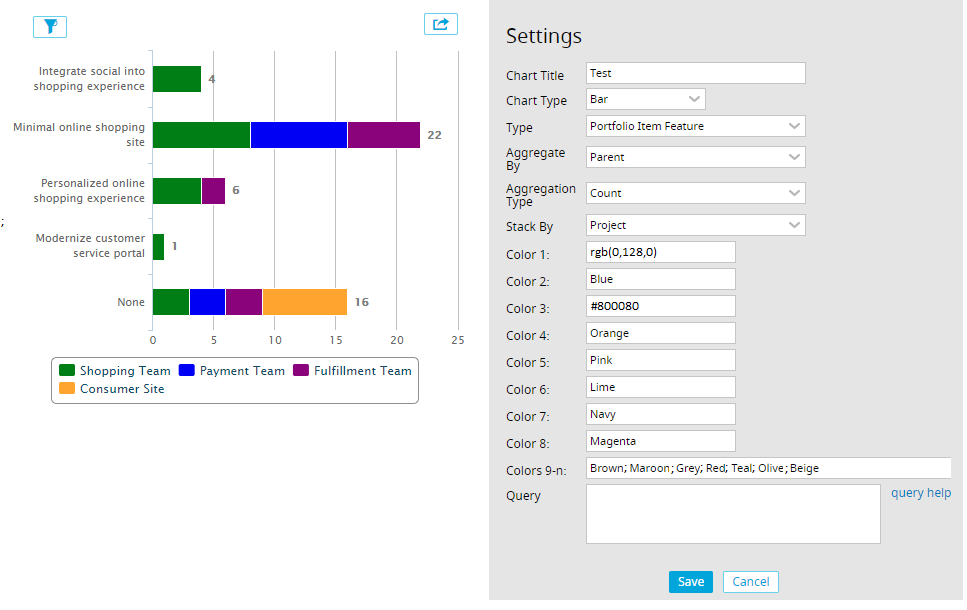 Integrate social into
shopping experience
4
Minimal online shopping
site
22
Personalized online
shopping experience
6
;
Modernize customer
service portal
1
None
16
0 5 10 15 20 25
Shopping Team Payment Team Fulfillment Team
Consumer Site
Settings
Chart Title Test
Chart Type Bar
Type Portfolio Item Feature
Aggregate
By
Parent
Aggregation
Type
Count
Stack By Project
Color 1: rgb(0,128,0)
Color 2: Blue
Color 3: #800080
Color 4: Orange
Color 5: Pink
Color 6: Lime
Color 7: Navy
Color 8: Magenta
Colors 9-n: Brown; Maroon; Grey; Red; Teal; Olive; Beige
Query query help
Save Cancel